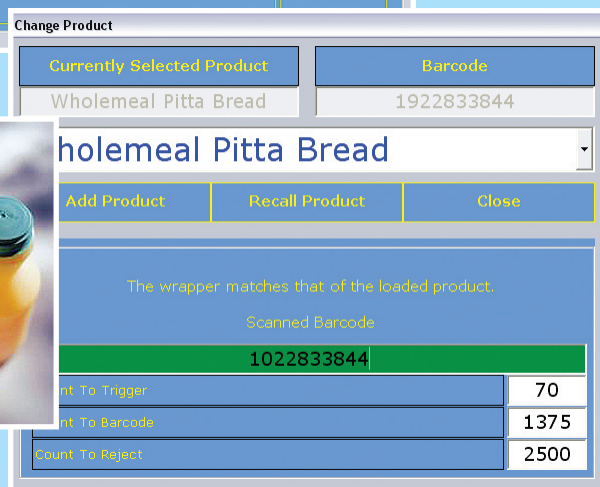 Change Product
Currently Selected Product
Barcode
Wholemeal Pitta Bread
1922833844
holemeal Pitta Bread
Add Product
Recall Product
Close
The wrapper matches that of the loaded product.
Scanned Barcode
1022833844
nt To Trigger
70
nt To Barcode
1375
Count To Reject
2500